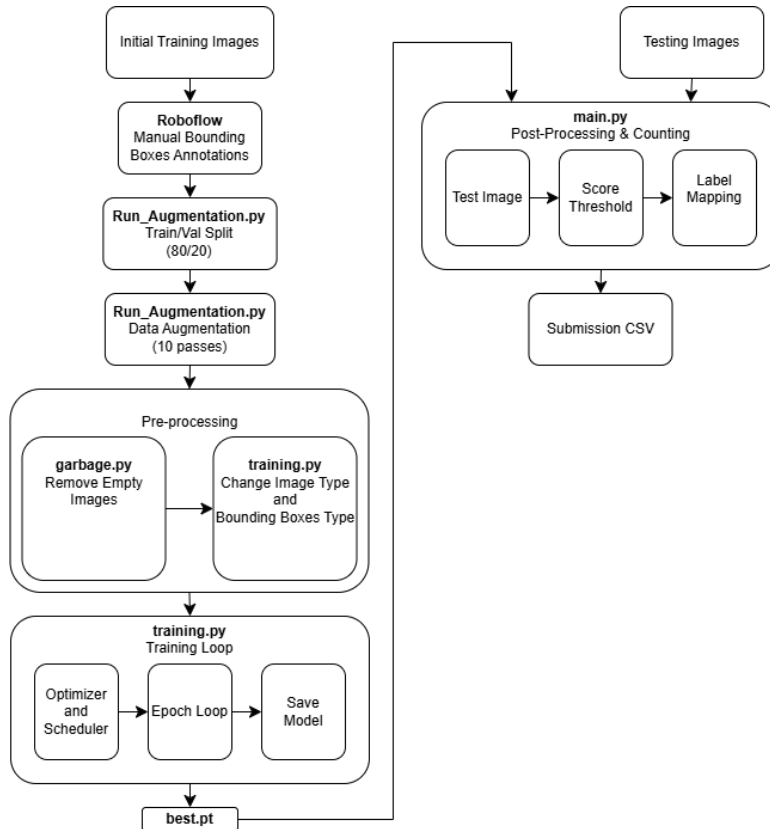 Initial Training Images
Roboflow
Manual Bounding
Boxes Annotations
Run_Augmentation.py
Train/Val Split
(80/20)
Run_Augmentation.py
Data Augmentation
(10 passes)
Pre-processing
garbage.py
Remove Empty
Images
training.py
Change Image Type
and
Bounding Boxes Type
training.py
Training Loop
Optimizer
and
Scheduler
Epoch Loop
Save
Model
best.pt
Testing Images
main.py
Post-Processing & Counting
Test Image
Score
Threshold
Label
Mapping
Submission CSV